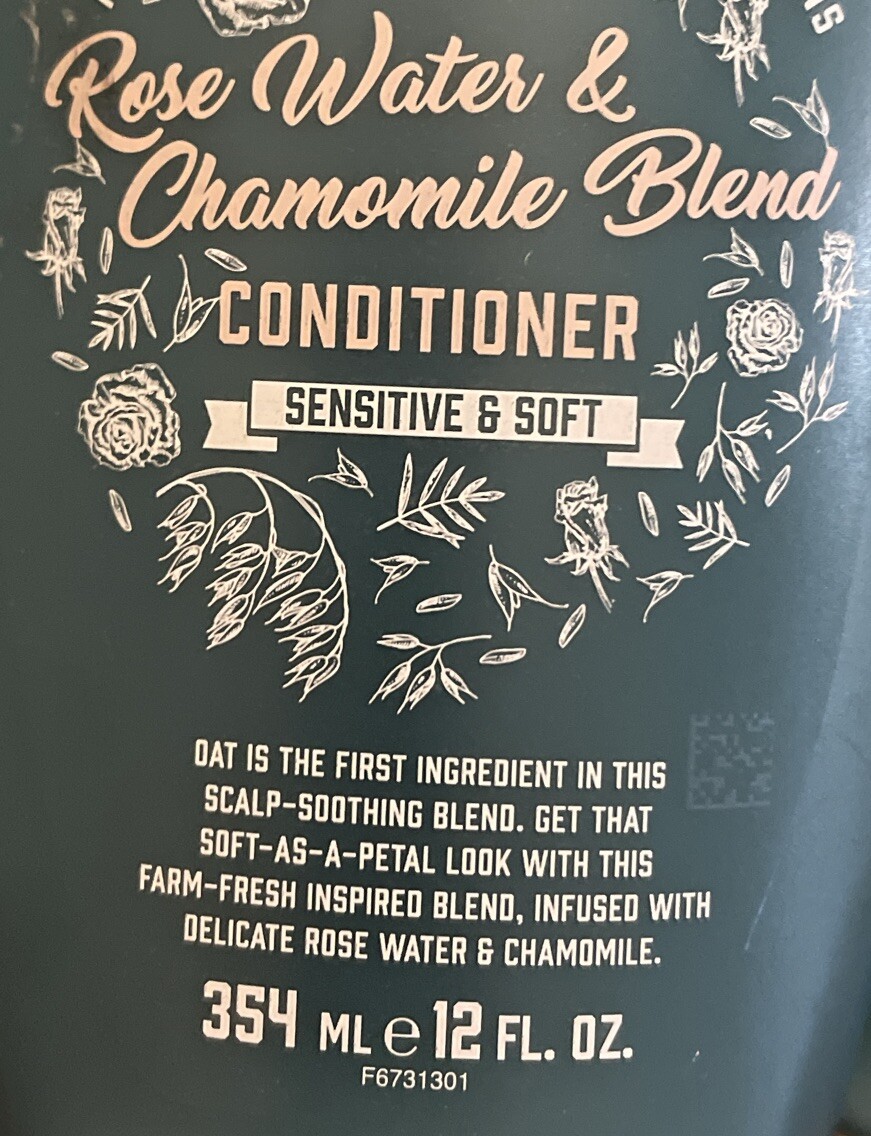 Rose Water &
Chamomile Blend
CONDITIONER
SENSITIVE & SOFT
OAT IS THE FIRST INGREDIENT IN THIS
SCALP-SOOTHING BLEND. GET THAT
SOFT-AS-A-PETAL LOOK WITH THIS
FARM-FRESH INSPIRED BLEND, INFUSED WITH
DELICATE ROSE WATER & CHAMOMILE.
354 ML e 12 FL. OZ.
F6731301